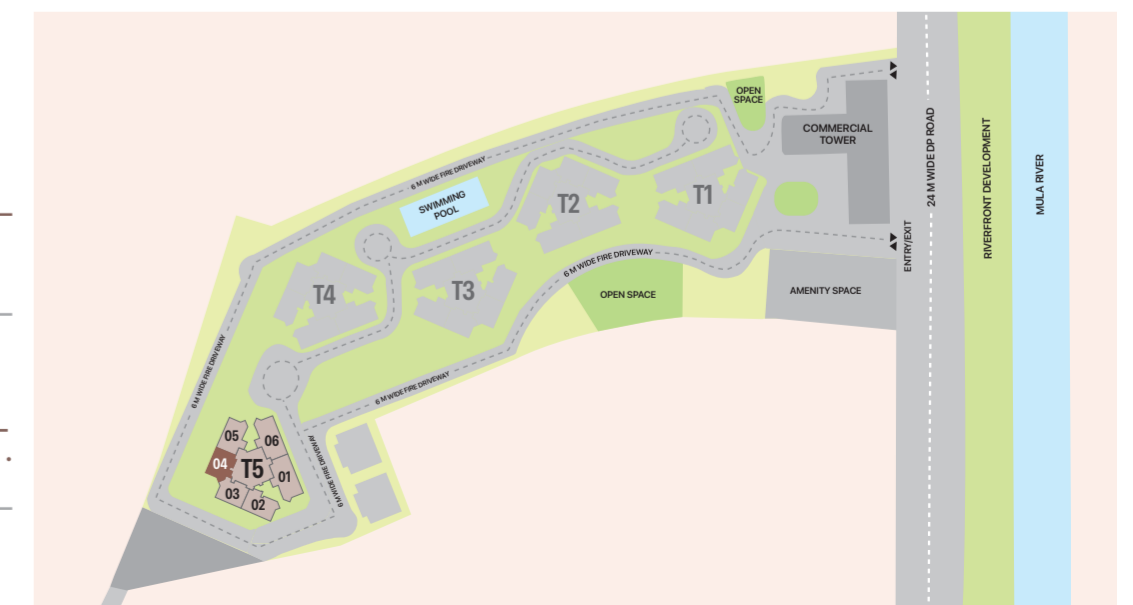 OPEN
SPACE
COMMERCIAL
TOWER
24 M WIDE DP ROAD
RIVERFRONT DEVELOPMENT
MULA RIVER
6 M WIDE FIRE DRIVEWAY
SWIMMING
POOL
T2
T1
ENTRY/EXIT
6 M WIDE FIRE DRIVEWAY
T4
T3
OPEN SPACE
AMENITY SPACE
6 M WIDE FIRE DRIVEWAY
6 M WIDE FIRE DRIVEWAY
6 M WIDE FIRE DRIVEWAY
05
06
04
T5
01
03
02